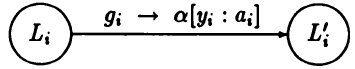 g_i → α[y_i : a_i]
L_i L'_i